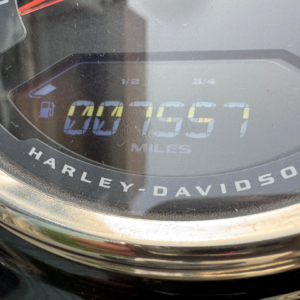 1/2 3/4
007557
MILES
HARLEY-DAVIDSO